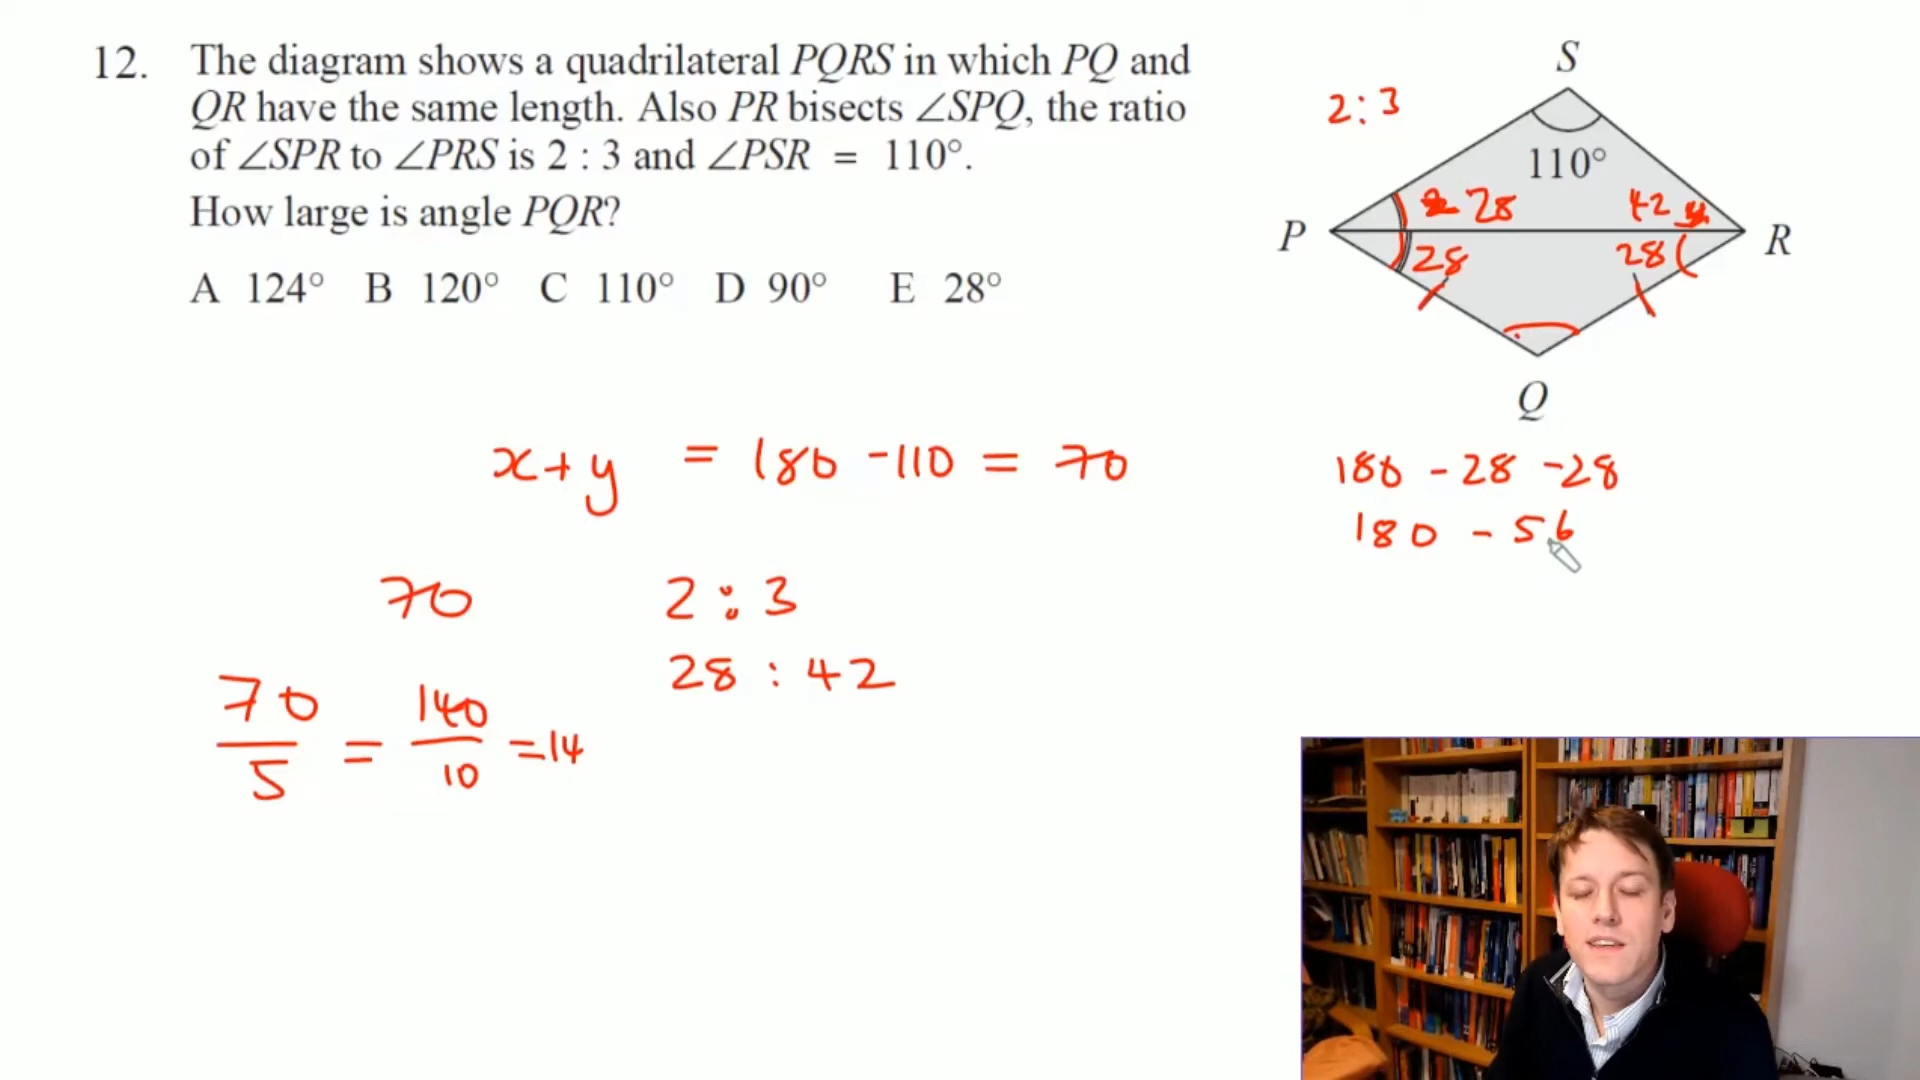 12. The diagram shows a quadrilateral PQRS in which PQ and
QR have the same length. Also PR bisects ∠SPQ, the ratio
of ∠SPR to ∠PRS is 2 : 3 and ∠PSR = 110°.
How large is angle PQR?
A 124° B 120° C 110° D 90° E 28°
S
2:3
110°
28
42
P
R
28
28
Q
x+y = 180 -110 = 70
180 - 28 - 28
180 - 56
70
2 : 3
28 : 42
70/5 = 140/10 = 14